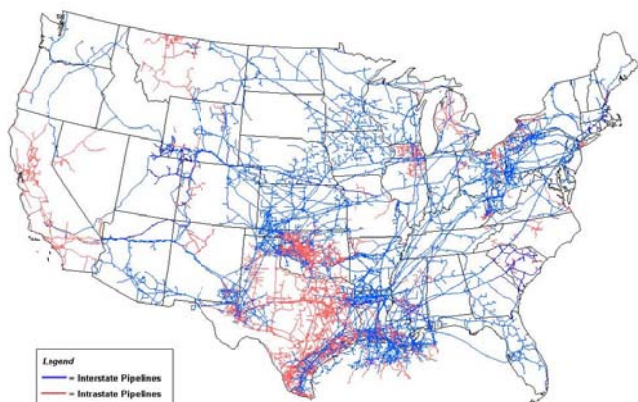 Legend
= Interstate Pipelines
= Intrastate Pipelines